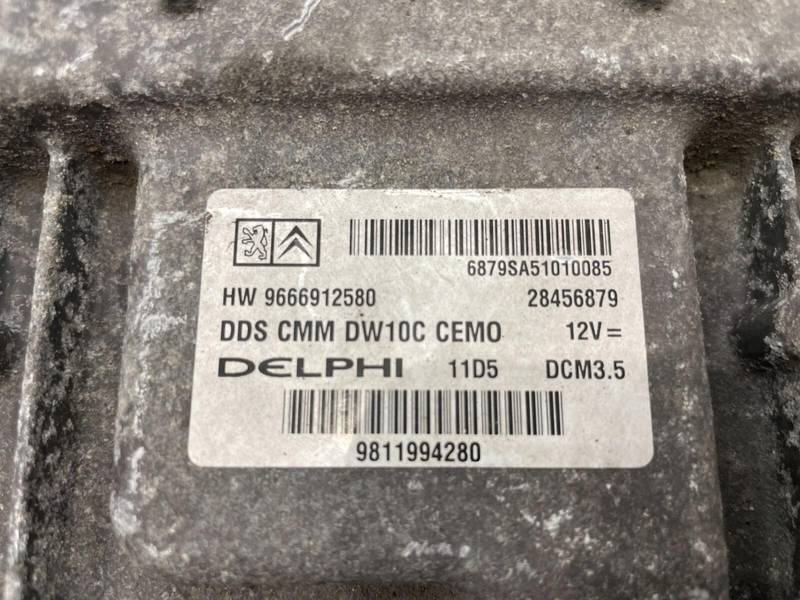 6879SA51010085
HW 9666912580 28456879
DDS CMM DW10C CEMO 12V=
DELPHI 11D5 DCM3.5
9811994280